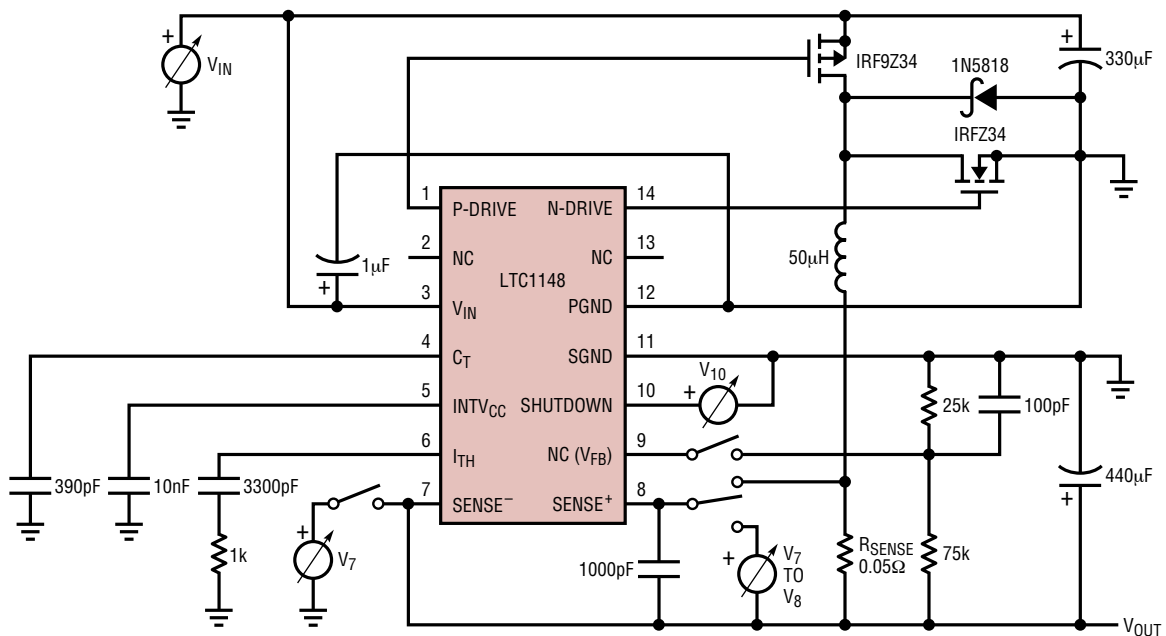 +
V_IN
IRF9Z34
1N5818
+
330µF
IRFZ34
1µF
+
1
P-DRIVE
N-DRIVE
14
2
NC
NC
13
LTC1148
50µH
3
V_IN
PGND
12
4
C_T
SGND
11
V_10
+
5
INTV_CC
SHUTDOWN
10
25k
100pF
6
I_TH
NC (V_FB)
9
390pF
10nF
3300pF
7
SENSE⁻
SENSE⁺
8
440µF
+
1k
+
V_7
1000pF
+
V_7
TO
V_8
R_SENSE
0.05Ω
75k
V_OUT